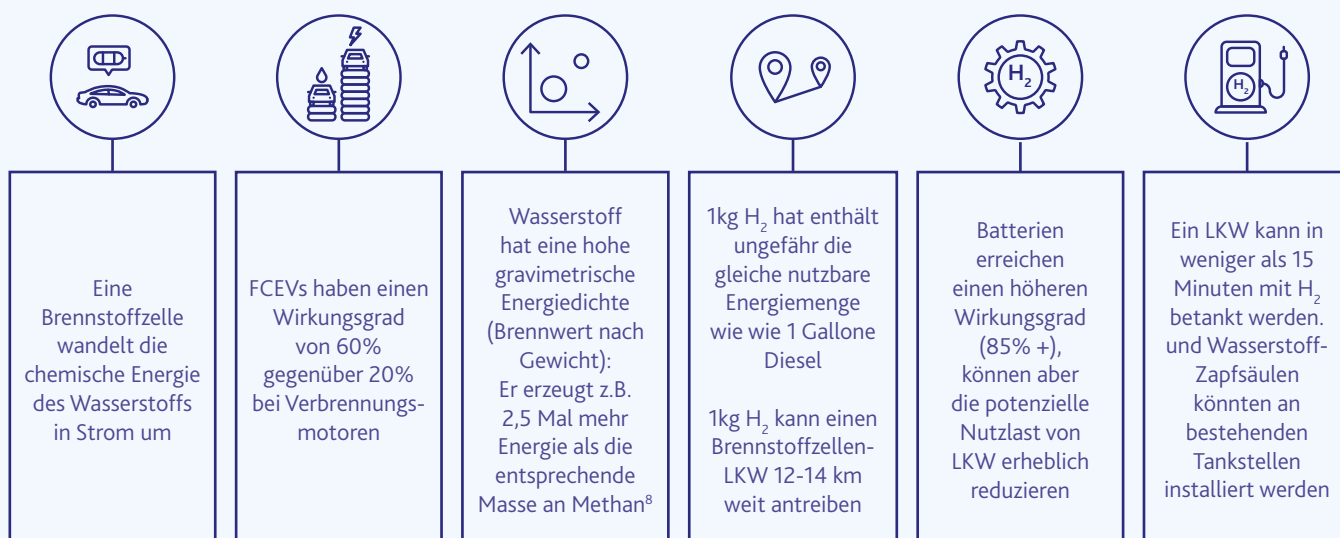 H2
H2
Eine
Brennstoffzelle
wandelt die
chemische Energie
des Wasserstoffs
in Strom um
FCEVs haben einen
Wirkungsgrad
von 60%
gegenüber 20%
bei Verbrennungs-
motoren
Wasserstoff
hat eine hohe
gravimetrische
Energiedichte
(Brennwert nach
Gewicht):
Er erzeugt z.B.
2,5 Mal mehr
Energie als die
entsprechende
Masse an Methan8
1kg H2 hat enthält
ungefähr die
gleiche nutzbare
Energiemenge
wie wie 1 Gallone
Diesel
1kg H2 kann einen
Brennstoffzellen-
LKW 12-14 km
weit antreiben
Batterien
erreichen
einen höheren
Wirkungsgrad
(85% +),
können aber
die potenzielle
Nutzlast von
LKW erheblich
reduzieren
Ein LKW kann in
weniger als 15
Minuten mit H2
betankt werden.
und Wasserstoff-
Zapfsäulen
könnten an
bestehenden
Tankstellen
installiert werden